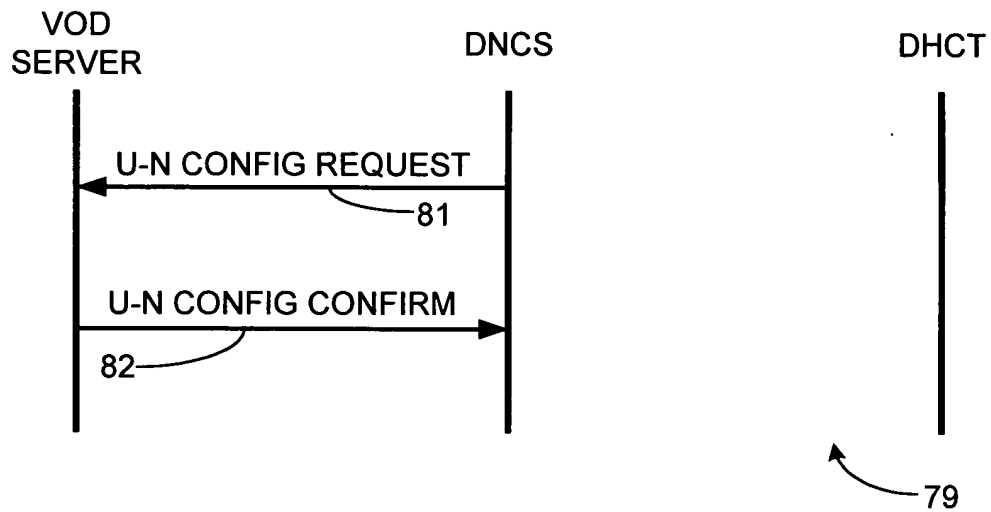 VOD
SERVER
DNCS
DHCT
U-N CONFIG REQUEST
81
U-N CONFIG CONFIRM
82
79